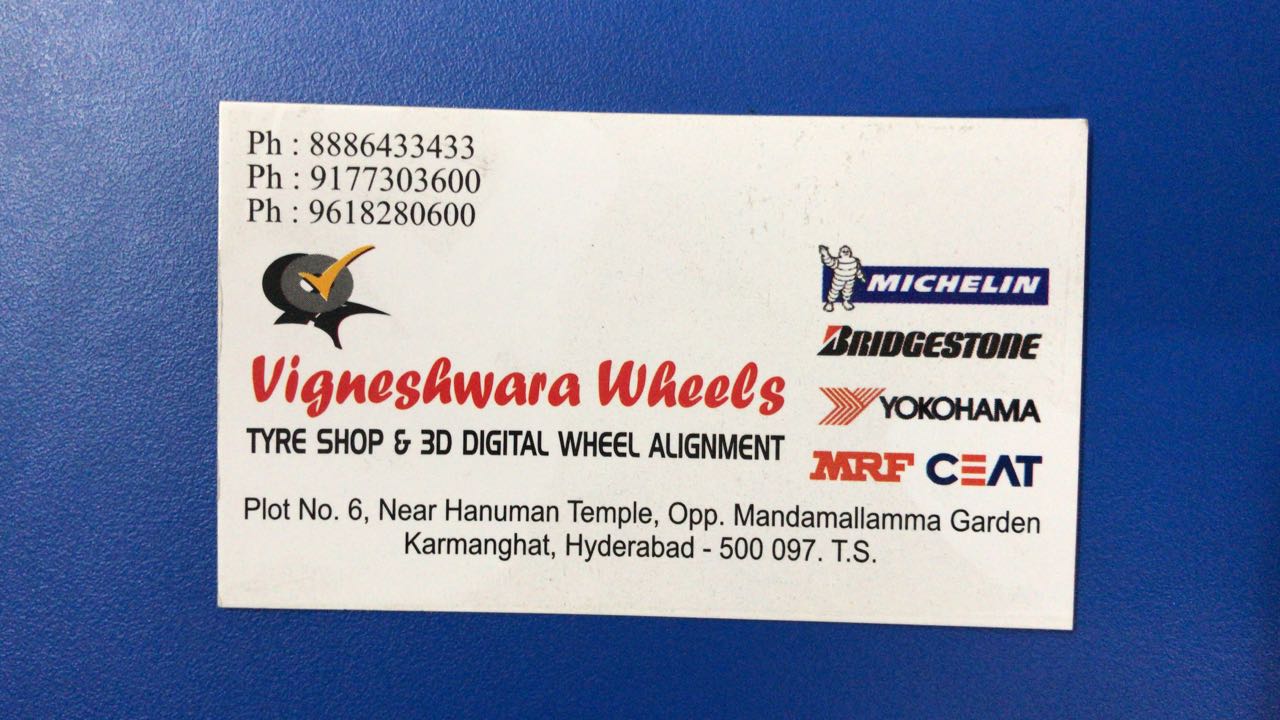 Ph : 8886433433
Ph : 9177303600
Ph : 9618280600
Vigneshwara Wheels
TYRE SHOP & 3D DIGITAL WHEEL ALIGNMENT
MICHELIN
BRIDGESTONE
YOKOHAMA
MRF CEAT
Plot No. 6, Near Hanuman Temple, Opp. Mandamallamma Garden
Karmanghat, Hyderabad - 500 097. T.S.